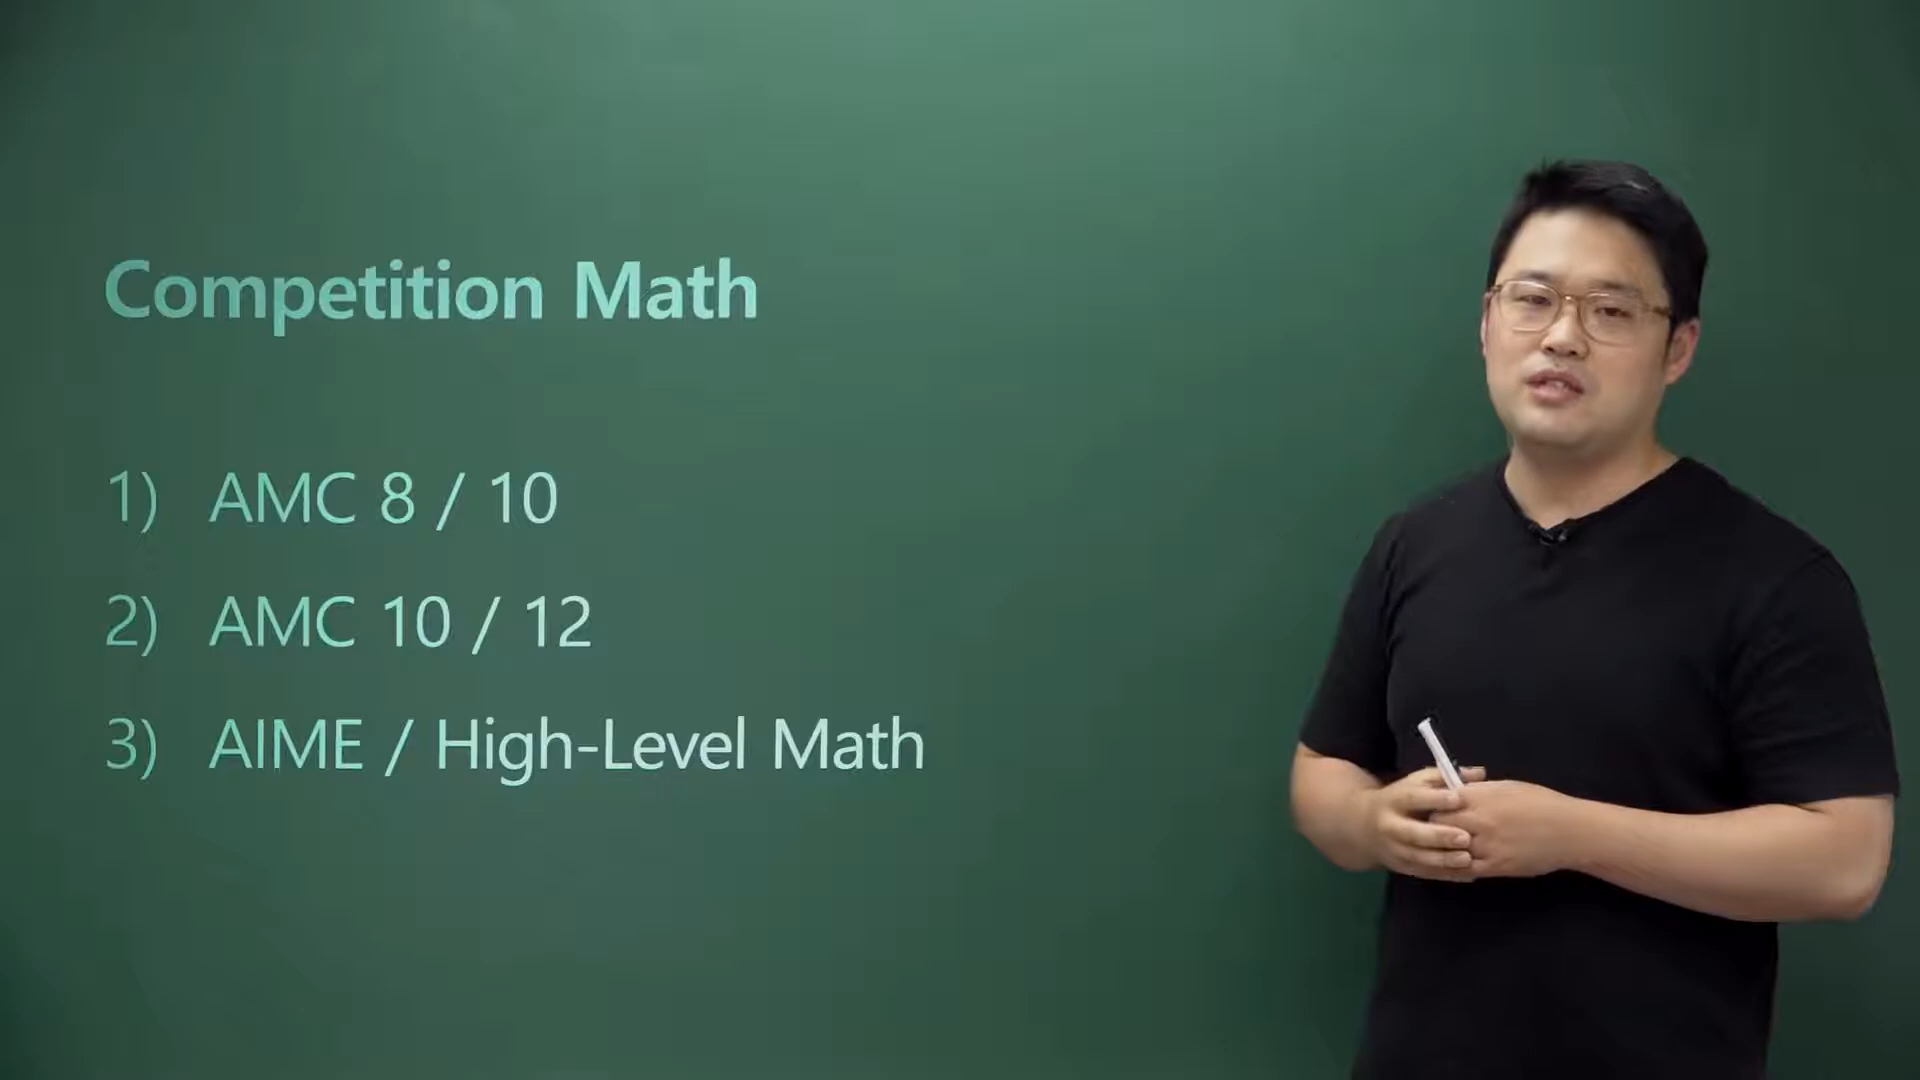 Competition Math
1) AMC 8 / 10
2) AMC 10 / 12
3) AIME / High-Level Math